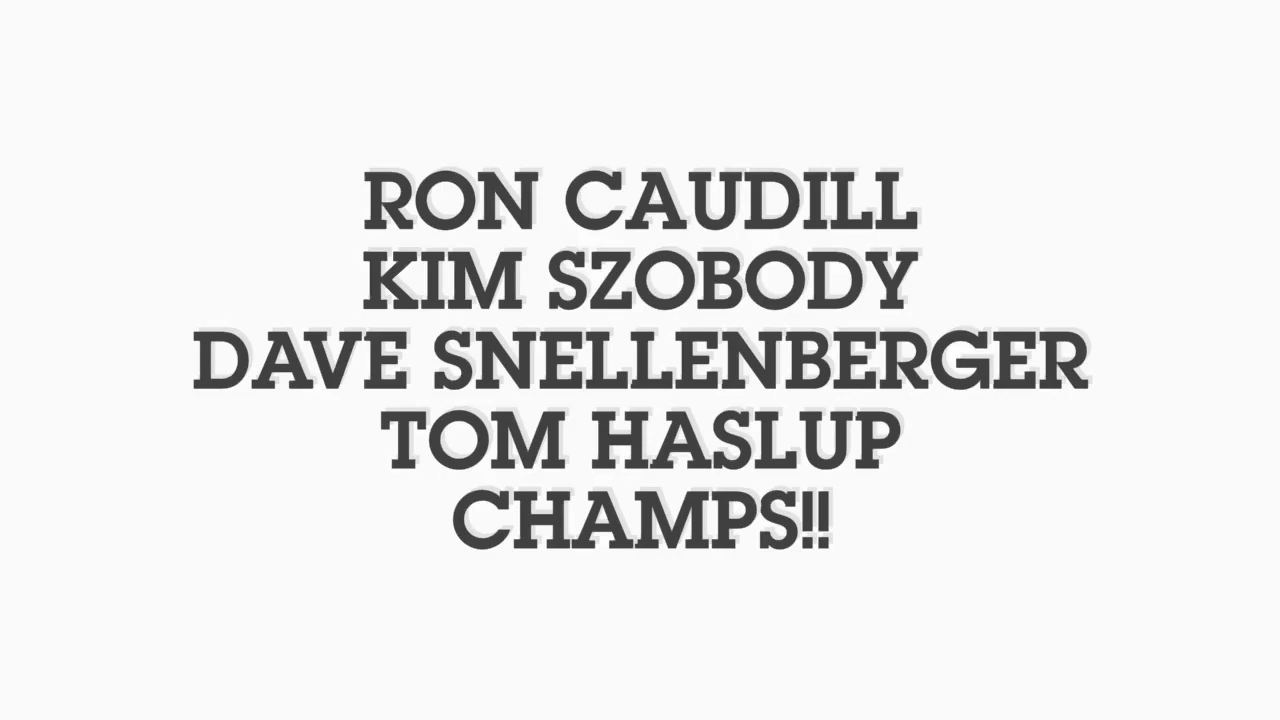 RON CAUDILL
KIM SZOBODY
DAVE SNELLENBERGER
TOM HASLUP
CHAMPS!!